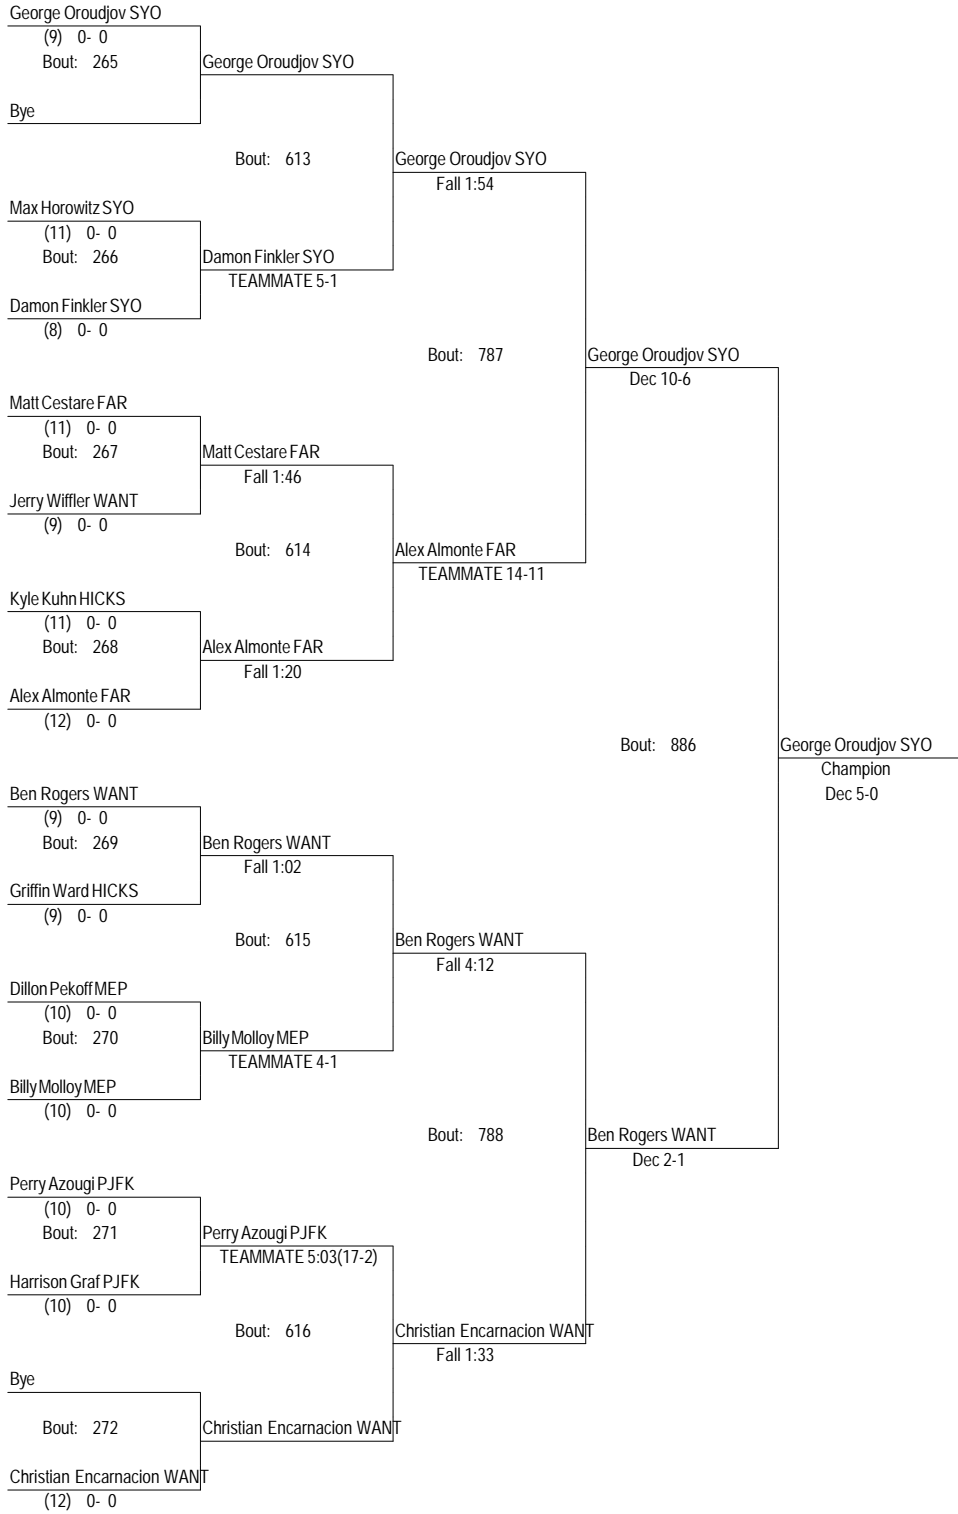 George Oroudjov SYO
(9) 0- 0
Bout: 265
George Oroudjov SYO
Bye
Bout: 613
George Oroudjov SYO
Fall 1:54
Max Horowitz SYO
(11) 0- 0
Bout: 266
Damon Finkler SYO
TEAMMATE 5-1
Damon Finkler SYO
(8) 0- 0
Bout: 787
George Oroudjov SYO
Dec 10-6
Matt Cestare FAR
(11) 0- 0
Bout: 267
Matt Cestare FAR
Fall 1:46
Jerry Wiffler WANT
(9) 0- 0
Bout: 614
Alex Almonte FAR
TEAMMATE 14-11
Kyle Kuhn HICKS
(11) 0- 0
Bout: 268
Alex Almonte FAR
Fall 1:20
Alex Almonte FAR
(12) 0- 0
Bout: 886
George Oroudjov SYO
Champion
Dec 5-0
Ben Rogers WANT
(9) 0- 0
Bout: 269
Ben Rogers WANT
Fall 1:02
Griffin Ward HICKS
(9) 0- 0
Bout: 615
Ben Rogers WANT
Fall 4:12
Dillon Pekoff MEP
(10) 0- 0
Bout: 270
Billy Molloy MEP
TEAMMATE 4-1
Billy Molloy MEP
(10) 0- 0
Bout: 788
Ben Rogers WANT
Dec 2-1
Perry Azougi PJFK
(10) 0- 0
Bout: 271
Perry Azougi PJFK
TEAMMATE 5:03(17-2)
Harrison Graf PJFK
(10) 0- 0
Bout: 616
Christian Encarnacion WANT
Fall 1:33
Bye
Bout: 272
Christian Encarnacion WANT
Christian Encarnacion WANT
(12) 0- 0